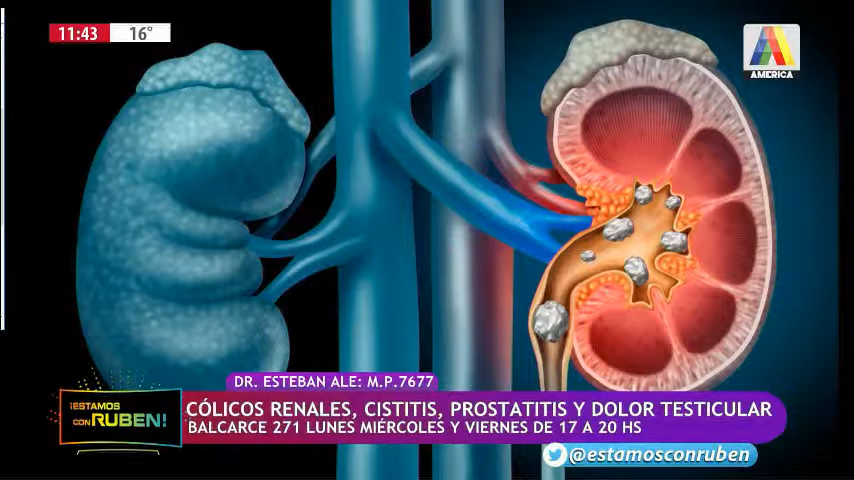 11:43 16°
AMERICA
DR. ESTEBAN ALE: M.P.7677
¡ESTAMOS
CON RUBEN!
CÓLICOS RENALES, CISTITIS, PROSTATITIS Y DOLOR TESTICULAR
BALCARCE 271 LUNES MIÉRCOLES Y VIERNES DE 17 A 20 HS
@estamosconruben